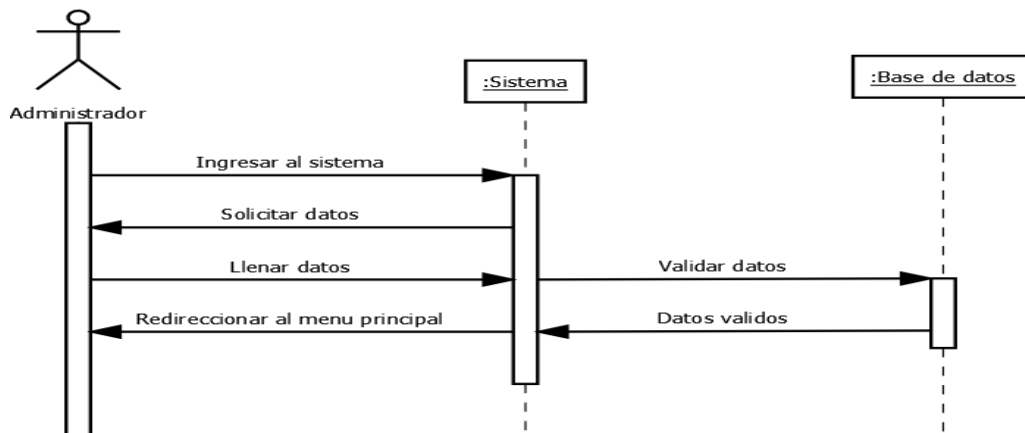 :Sistema
:Base de datos
Administrador
Ingresar al sistema
Solicitar datos
Llenar datos
Validar datos
Redireccionar al menu principal
Datos validos